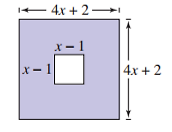 4x + 2
x − 1
x − 1
4x + 2